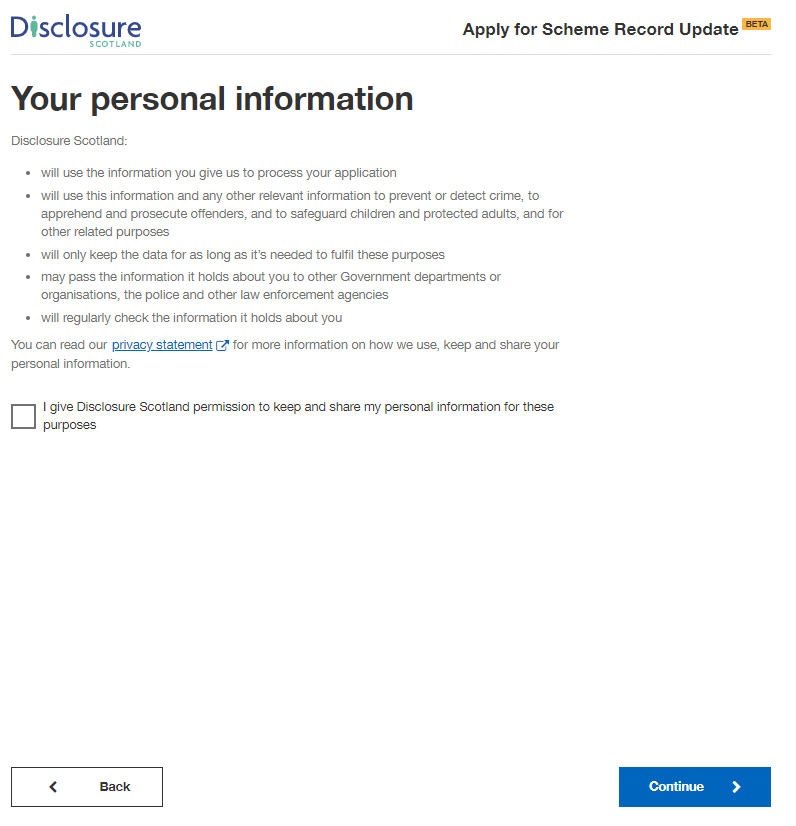 Disclosure
SCOTLAND
Apply for Scheme Record Update BETA
Your personal information
Disclosure Scotland:
• will use the information you give us to process your application
• will use this information and any other relevant information to prevent or detect crime, to
apprehend and prosecute offenders, and to safeguard children and protected adults, and for
other related purposes
• will only keep the data for as long as it's needed to fulfil these purposes
• may pass the information it holds about you to other Government departments or
organisations, the police and other law enforcement agencies
• will regularly check the information it holds about you
You can read our privacy statement for more information on how we use, keep and share your
personal information.
I give Disclosure Scotland permission to keep and share my personal information for these
purposes
Back
Continue